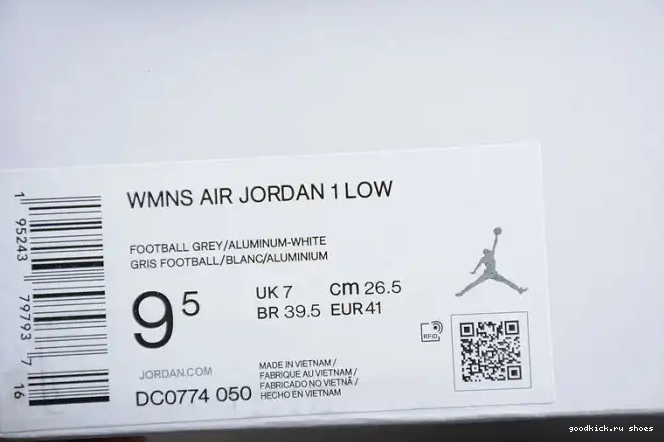 WMNS AIR JORDAN 1 LOW
FOOTBALL GREY/ALUMINUM-WHITE
GRIS FOOTBALL/BLANC/ALUMINIUM
9 5
UK 7 cm 26.5
BR 39.5 EUR 41
RFID
JORDAN.COM
DC0774 050
MADE IN VIETNAM /
FABRIQUE AU VIETNAM /
FABRICADO NO VIETNÃ /
HECHO EN VIETNAM
1 95243 79793 7
16
goodkick.ru shoes